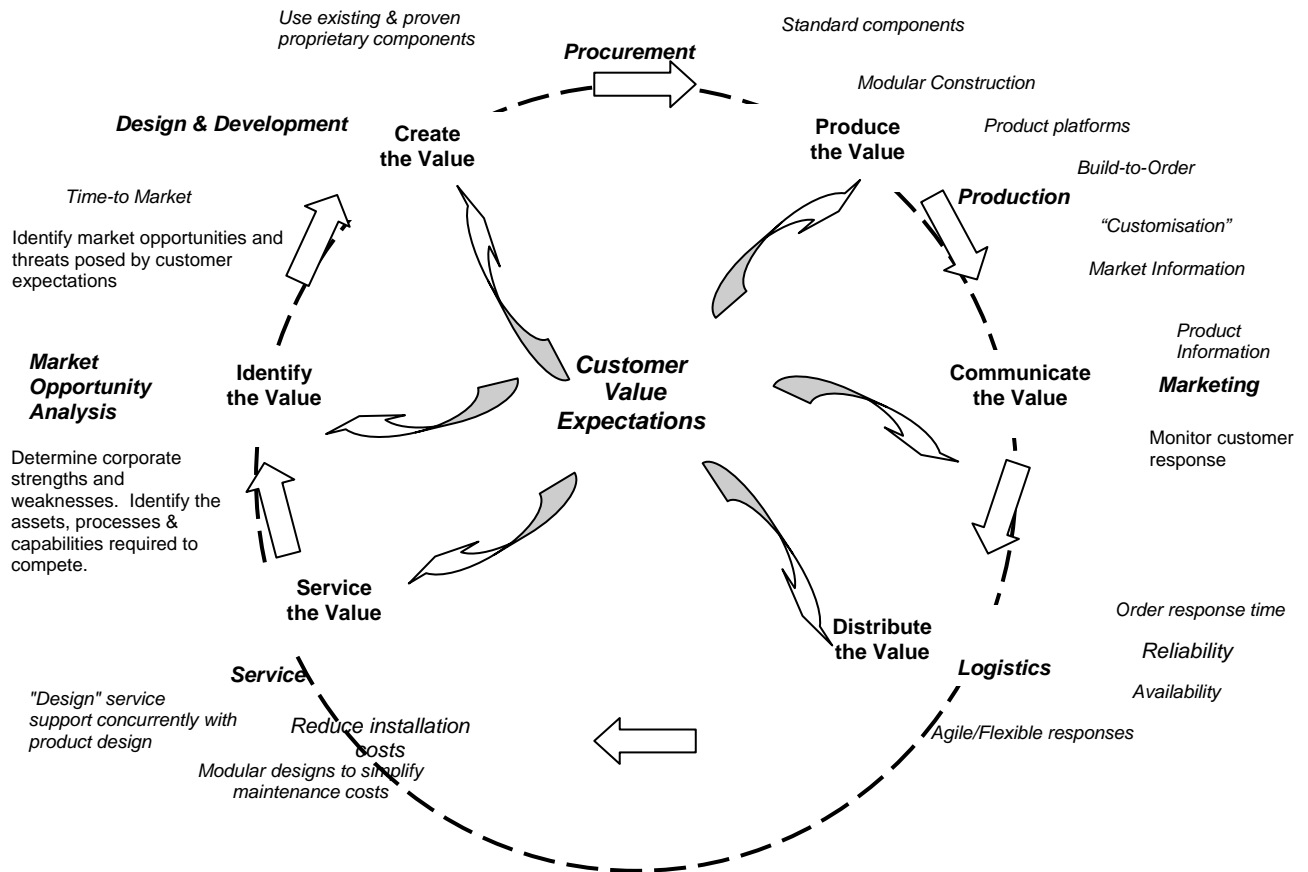 Use existing & proven
proprietary components
Procurement
Standard components
Modular Construction
Design & Development
Create
the Value
Produce
the Value
Product platforms
Build-to-Order
Time-to Market
Production
Identify market opportunities and
threats posed by customer
expectations
“Customisation”
Market Information
Product
Information
Market
Opportunity
Analysis
Identify
the Value
Customer
Value
Expectations
Communicate
the Value
Marketing
Monitor customer
response
Determine corporate
strengths and
weaknesses.  Identify the
assets, processes &
capabilities required to
compete.
Service
the Value
Distribute
the Value
Order response time
Reliability
Availability
Logistics
Agile/Flexible responses
Service
"Design" service
support concurrently with
product design
Reduce installation
costs
Modular designs to simplify
maintenance costs